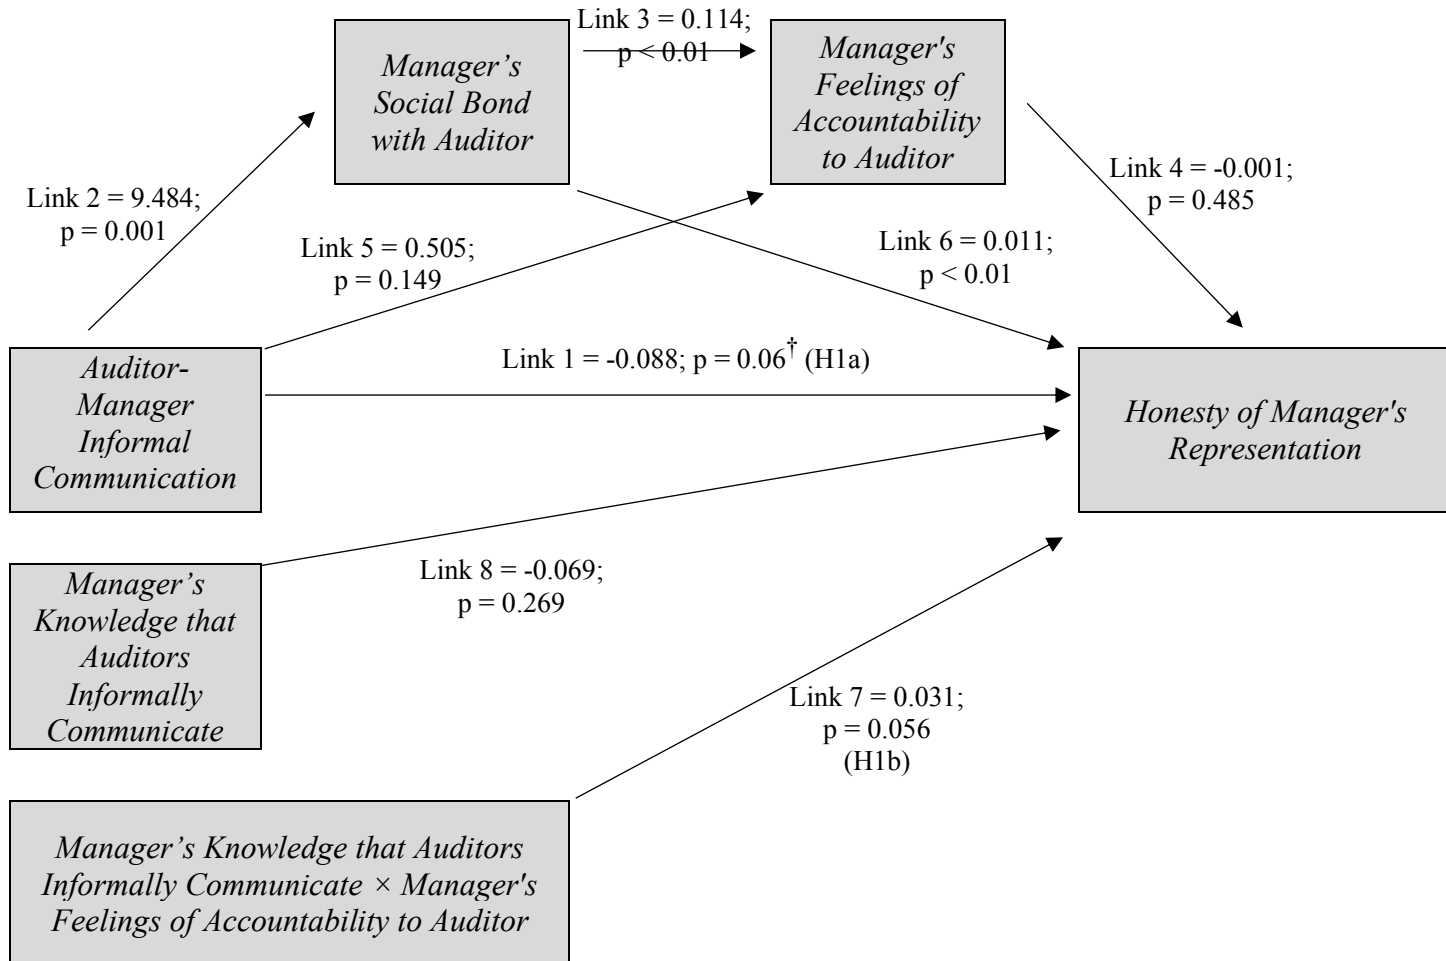 Link 3 = 0.114;
p < 0.01
Manager’s
Social Bond
with Auditor
Manager's
Feelings of
Accountability
to Auditor
Link 2 = 9.484;
p = 0.001
Link 5 = 0.505;
p = 0.149
Link 6 = 0.011;
p < 0.01
Link 4 = -0.001;
p = 0.485
Auditor-
Manager
Informal
Communication
Link 1 = -0.088; p = 0.06† (H1a)
Honesty of Manager's
Representation
Manager’s
Knowledge that
Auditors
Informally
Communicate
Link 8 = -0.069;
p = 0.269
Link 7 = 0.031;
p = 0.056
(H1b)
Manager’s Knowledge that Auditors
Informally Communicate × Manager's
Feelings of Accountability to Auditor